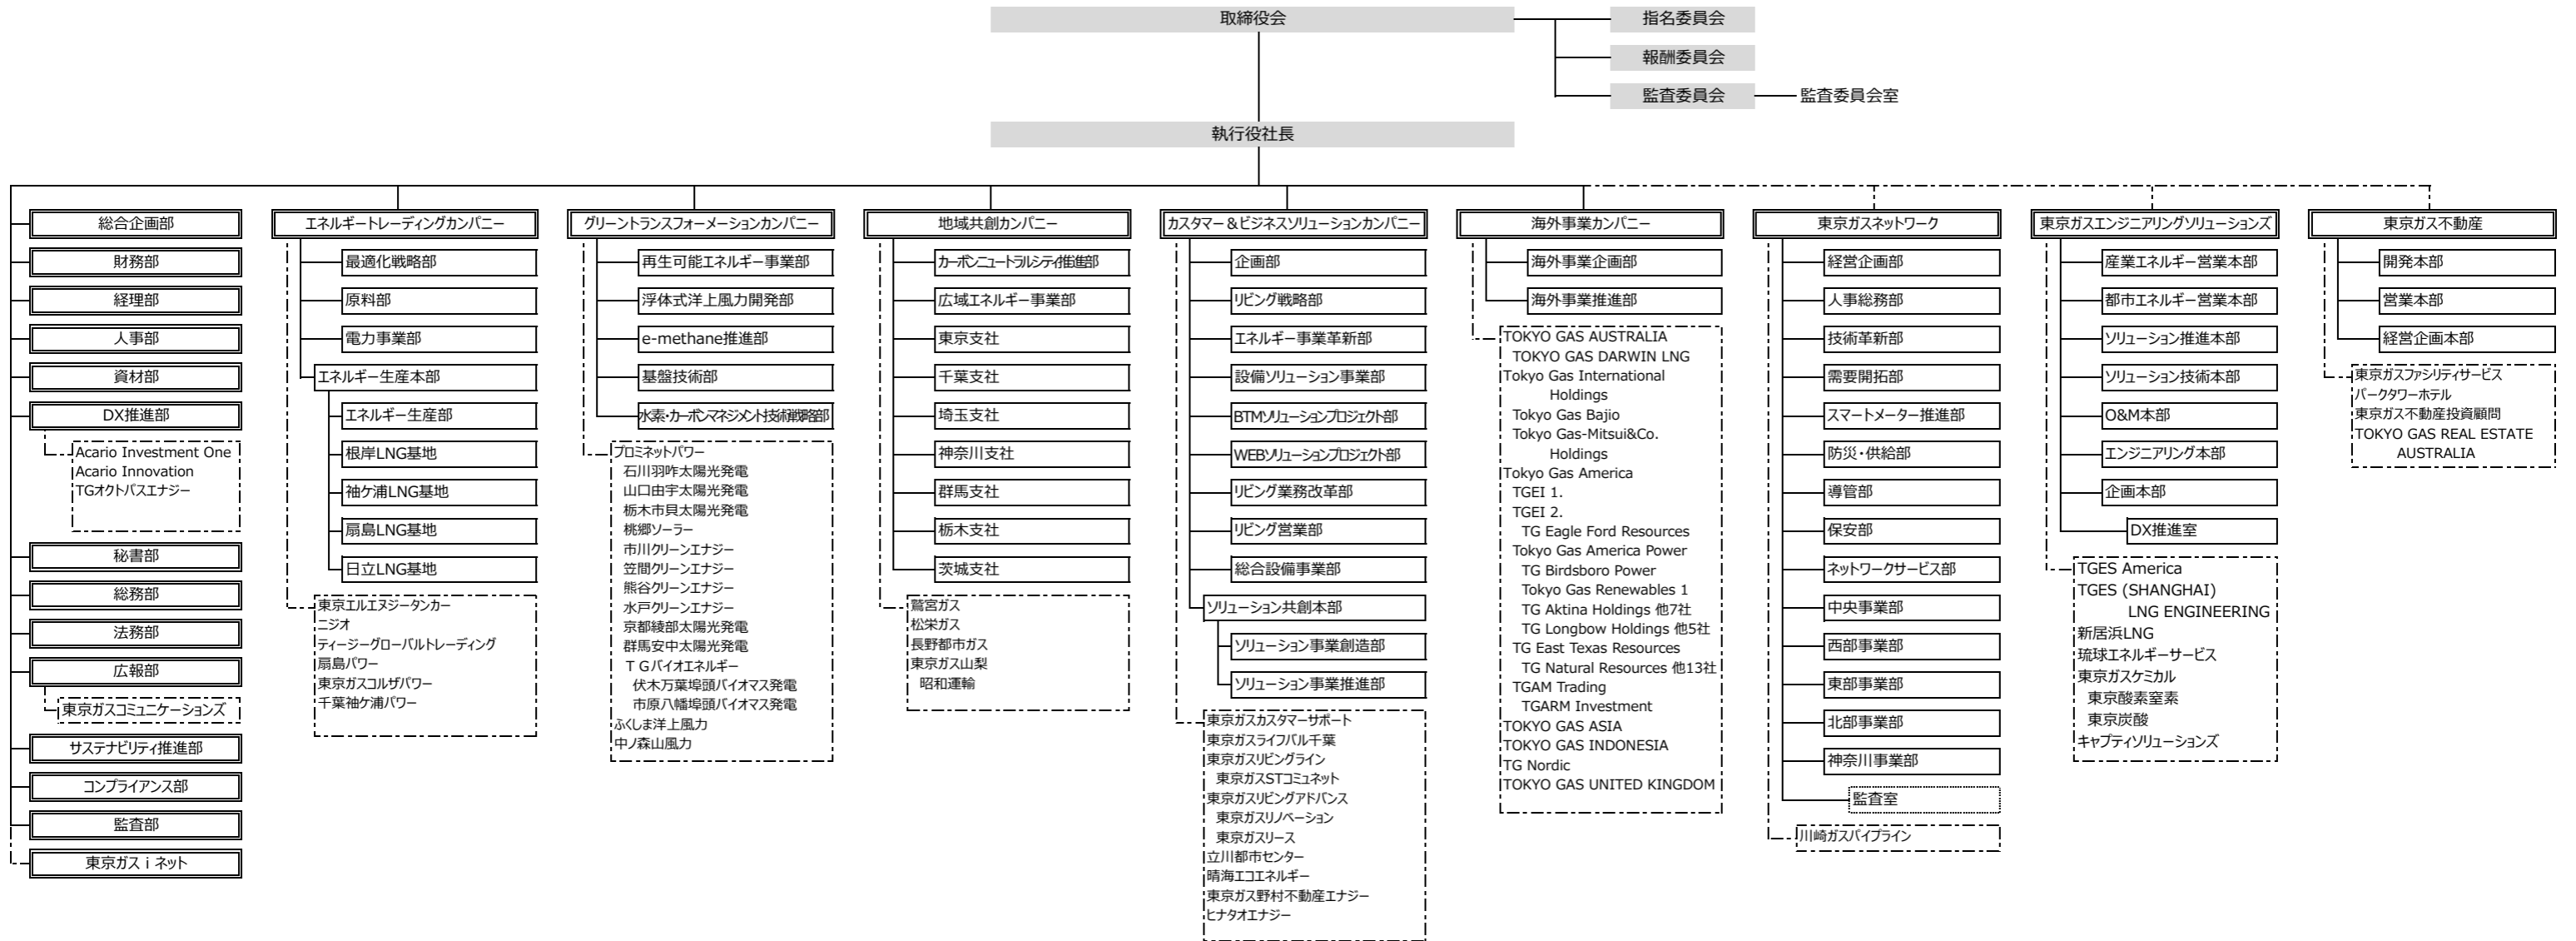 取締役会
指名委員会
報酬委員会
監査委員会
監査委員会室
執行役社長
総合企画部
財務部
経理部
人事部
資材部
DX推進部
Acario Investment One
Acario Innovation
TGオクトパスエナジー
秘書部
総務部
法務部
広報部
東京ガスコミュニケーションズ
サステナビリティ推進部
コンプライアンス部
監査部
東京ガスｉネット
エネルギートレーディングカンパニー
最適化戦略部
原料部
電力事業部
エネルギー生産本部
エネルギー生産部
根岸LNG基地
袖ケ浦LNG基地
扇島LNG基地
日立LNG基地
東京エルエヌジータンカー
ニジオ
ティージーグローバルトレーディング
扇島パワー
東京ガスコルザパワー
千葉袖ケ浦パワー
グリーントランスフォーメーションカンパニー
再生可能エネルギー事業部
浮体式洋上風力開発部
e-methane推進部
基盤技術部
水素・カーボンマネジメント技術戦略部
プロミネットパワー
石川羽咋太陽光発電
山口由宇太陽光発電
栃木市貝太陽光発電
桃郷ソーラー
市川クリーンエナジー
笠間クリーンエナジー
熊谷クリーンエナジー
水戸クリーンエナジー
京都綾部太陽光発電
群馬安中太陽光発電
ＴＧバイオエネルギー
伏木万葉埠頭バイオマス発電
市原八幡埠頭バイオマス発電
ふくしま洋上風力
中ノ森山風力
地域共創カンパニー
カーボンニュートラルシティ推進部
広域エネルギー事業部
東京支社
千葉支社
埼玉支社
神奈川支社
群馬支社
栃木支社
茨城支社
鷲宮ガス
松栄ガス
長野都市ガス
東京ガス山梨
昭和運輸
カスタマー＆ビジネスソリューションカンパニー
企画部
リビング戦略部
エネルギー事業革新部
設備ソリューション事業部
BTMソリューションプロジェクト部
WEBソリューションプロジェクト部
リビング業務改革部
リビング営業部
総合設備事業部
ソリューション共創本部
ソリューション事業創造部
ソリューション事業推進部
東京ガスカスタマーサポート
東京ガスライフバル千葉
東京ガスリビングライン
東京ガスSTコミュネット
東京ガスリビングアドバンス
東京ガスリノベーション
東京ガスリース
立川都市センター
晴海エコエネルギー
東京ガス野村不動産エナジー
ヒナタオエナジー
海外事業カンパニー
海外事業企画部
海外事業推進部
TOKYO GAS AUSTRALIA
TOKYO GAS DARWIN LNG
Tokyo Gas International
Holdings
Tokyo Gas Bajio
Tokyo Gas-Mitsui&Co.
Holdings
Tokyo Gas America
TGEI 1.
TGEI 2.
TG Eagle Ford Resources
Tokyo Gas America Power
TG Birdsboro Power
Tokyo Gas Renewables 1
TG Aktina Holdings 他7社
TG Longbow Holdings 他5社
TG East Texas Resources
TG Natural Resources 他13社
TGAM Trading
TGARM Investment
TOKYO GAS ASIA
TOKYO GAS INDONESIA
TG Nordic
TOKYO GAS UNITED KINGDOM
東京ガスネットワーク
経営企画部
人事総務部
技術革新部
需要開拓部
スマートメーター推進部
防災・供給部
導管部
保安部
ネットワークサービス部
中央事業部
西部事業部
東部事業部
北部事業部
神奈川事業部
監査室
川崎ガスパイプライン
東京ガスエンジニアリングソリューションズ
産業エネルギー営業本部
都市エネルギー営業本部
ソリューション推進本部
ソリューション技術本部
O&M本部
エンジニアリング本部
企画本部
DX推進室
TGES America
TGES (SHANGHAI)
LNG ENGINEERING
新居浜LNG
琉球エネルギーサービス
東京ガスケミカル
東京酸素窒素
東京炭酸
キャプティソリューションズ
東京ガス不動産
開発本部
営業本部
経営企画本部
東京ガスファシリティサービス
パークタワーホテル
東京ガス不動産投資顧問
TOKYO GAS REAL ESTATE
AUSTRALIA